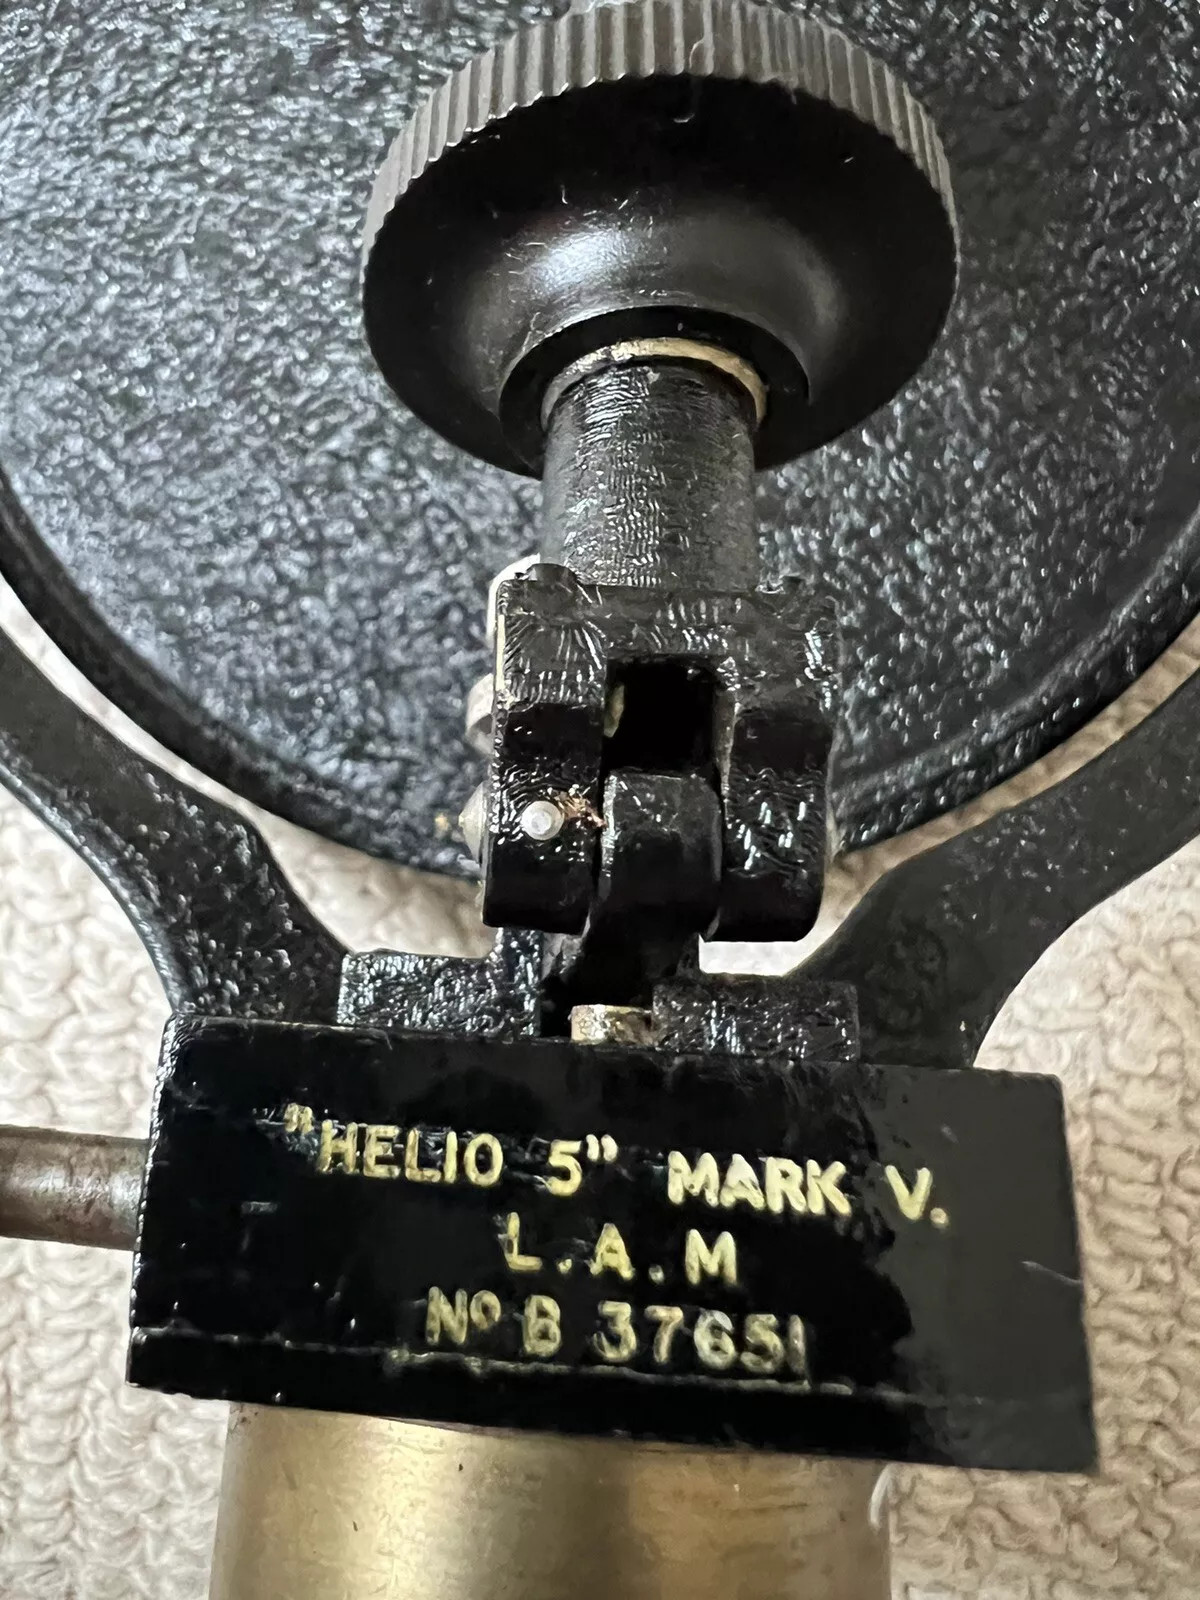 "HELIO 5" MARK V.
L.A.M
Nº B 37651